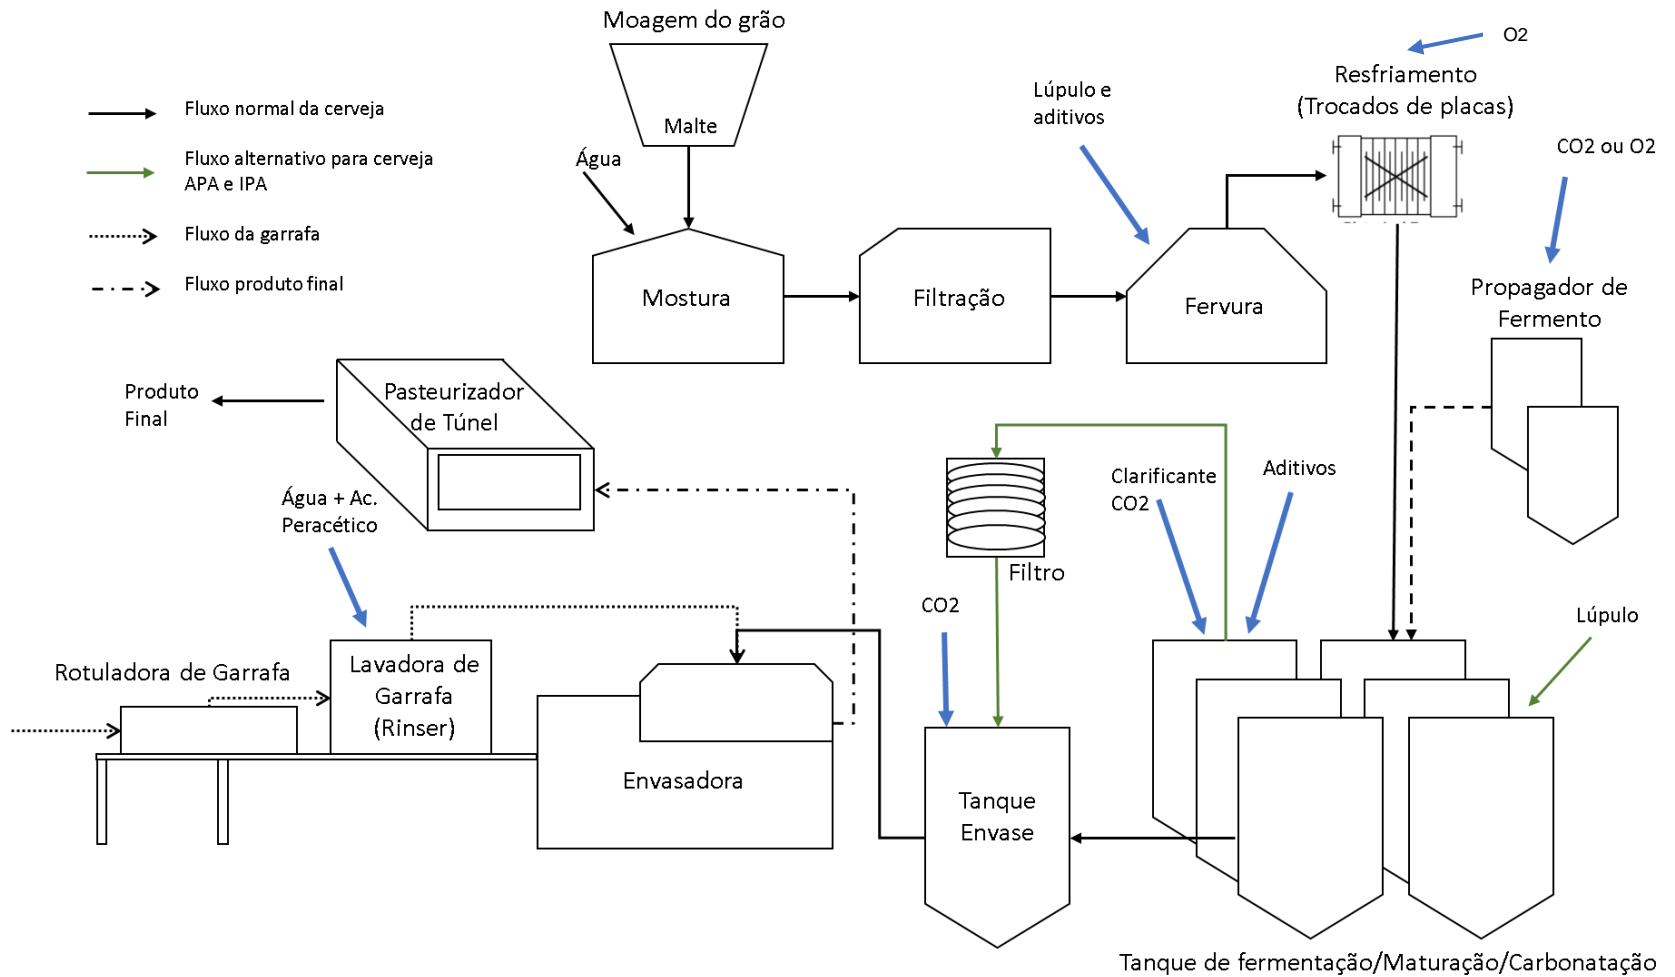 Moagem do grão
O2
Resfriamento
(Trocados de placas)
Fluxo normal da cerveja
Lúpulo e
aditivos
Malte
CO2 ou O2
Fluxo alternativo para cerveja
APA e IPA
Água
Fluxo da garrafa
Fluxo produto final
Mostura
Filtração
Fervura
Propagador de
Fermento
Produto
Final
Pasteurizador
de Túnel
Clarificante
CO2
Aditivos
Água + Ac.
Peracético
Filtro
CO2
Lúpulo
Rotuladora de Garrafa
Lavadora de
Garrafa
(Rinser)
Envasadora
Tanque
Envase
Tanque de fermentação/Maturação/Carbonatação